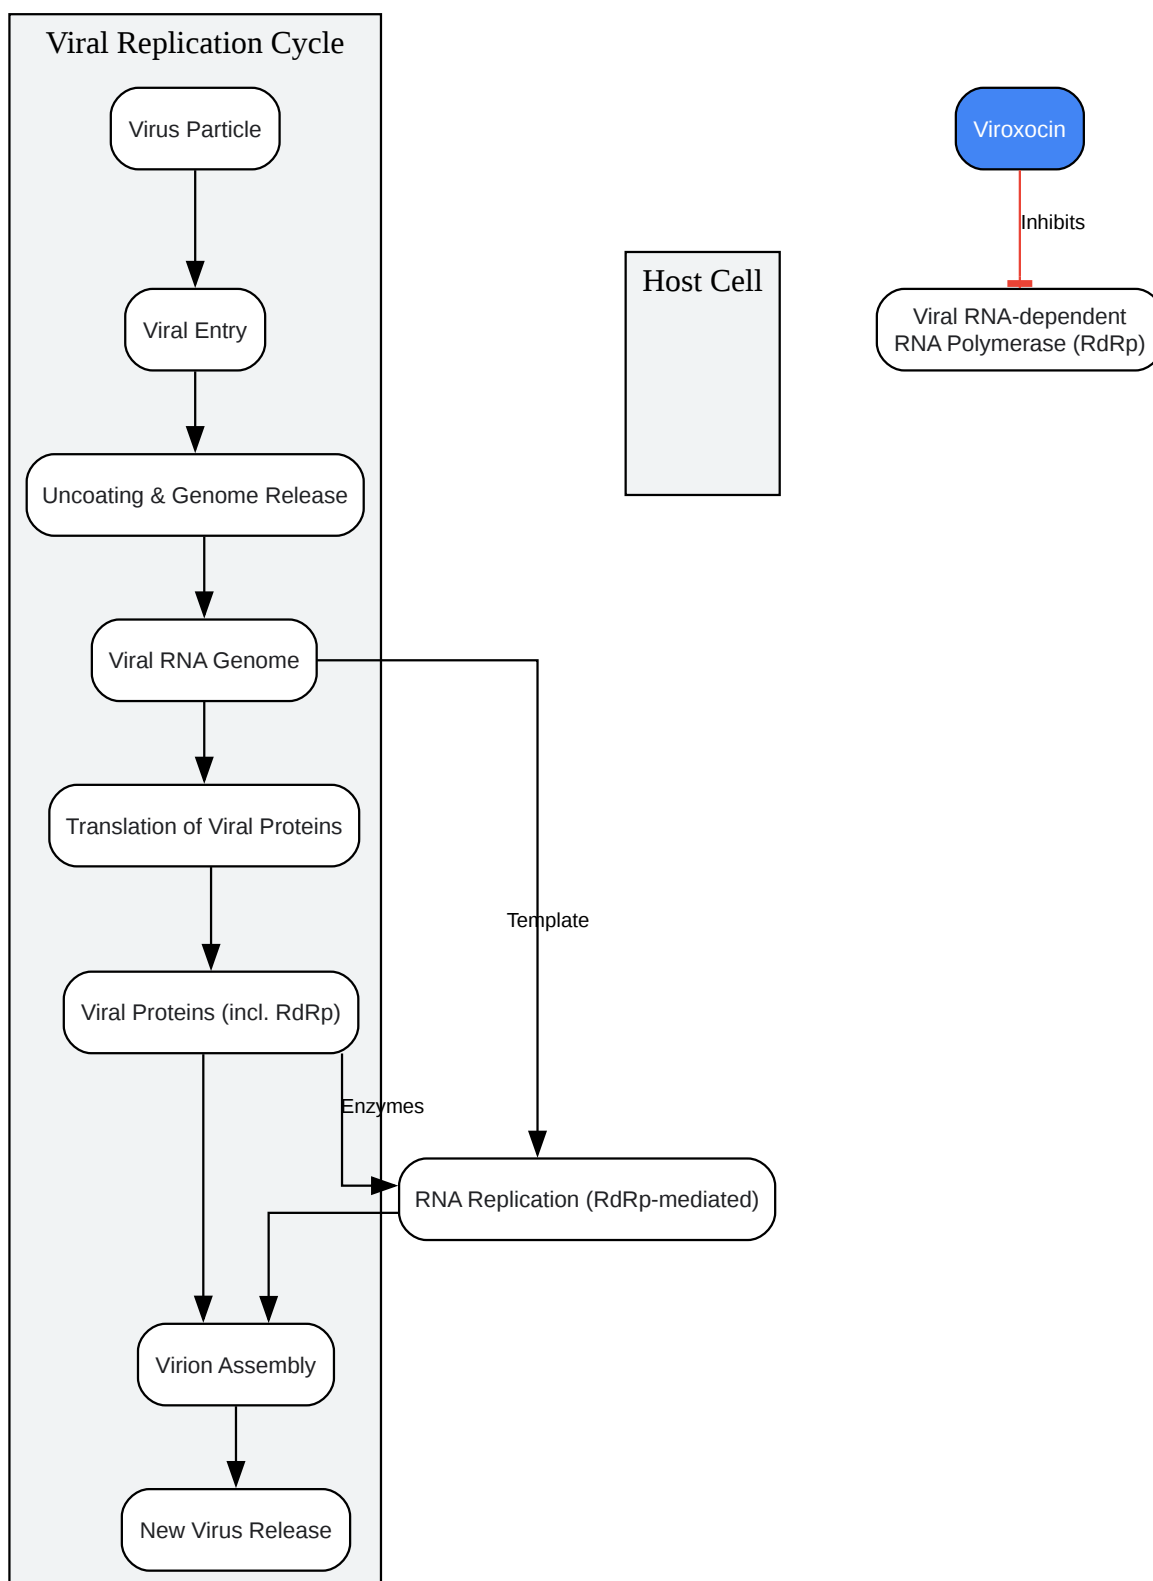 Viral Replication Cycle
Virus Particle
Viroxocin
Inhibits
Host Cell
Viral Entry
Viral RNA-dependent
RNA Polymerase (RdRp)
Uncoating & Genome Release
Viral RNA Genome
Translation of Viral Proteins
Template
Viral Proteins (incl. RdRp)
Enzymes
RNA Replication (RdRp-mediated)
Virion Assembly
New Virus Release